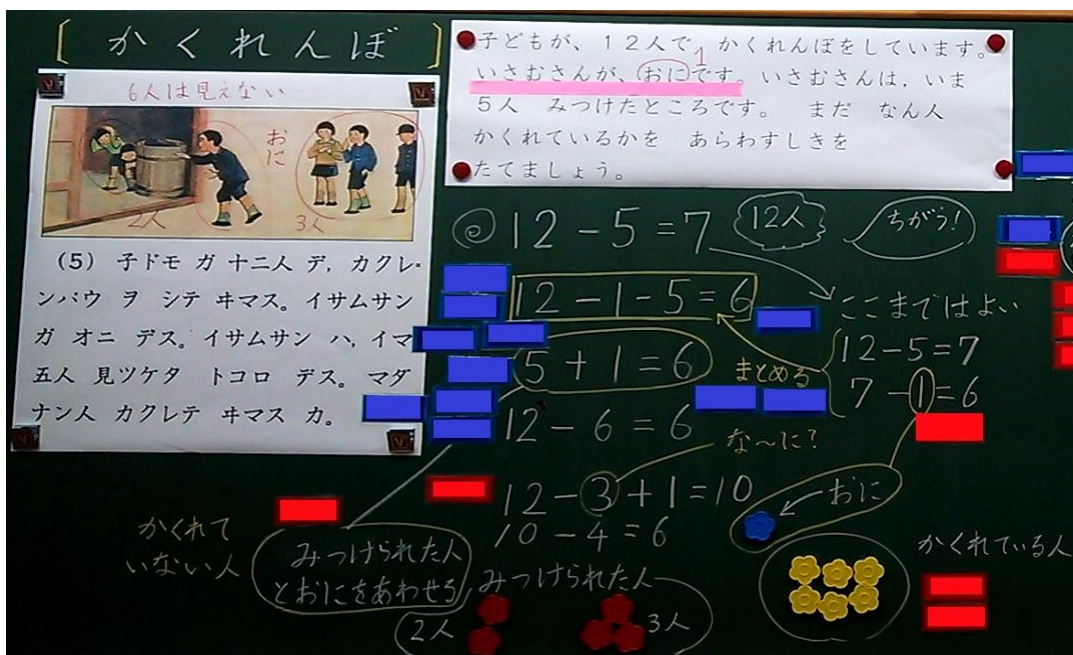 [かくれんぼ]
6人は見えない
おに
2人
3人
(5) 子ドモ ガ 十二人 デ, カクレ
ンバウ ヲ シテ ヰマス。イサムサン
ガ オニ デス。イサムサン ハ, イマ
五人 見ツケタ トコロ デス。マダ
ナン人 カクレテ ヰマス カ。
子どもが、12人で かくれんぼをしています。
1
いさむさんが、おにです。いさむさんは，いま
5人 みつけたところです。 まだ なん人
かくれているかを あらわすしきを
たてましょう。
12-5=7
12人
ちがう!
12-1-5=6
ここまではよい
5+1=6
12-5=7
まとめる
7-1=6
12-6=6
な〜に?
12-3+1=10
おに
10-4=6
かくれて
いない人
みつけられた人
とおにをあわせる
みつけられた人
2人
3人
かくれている人